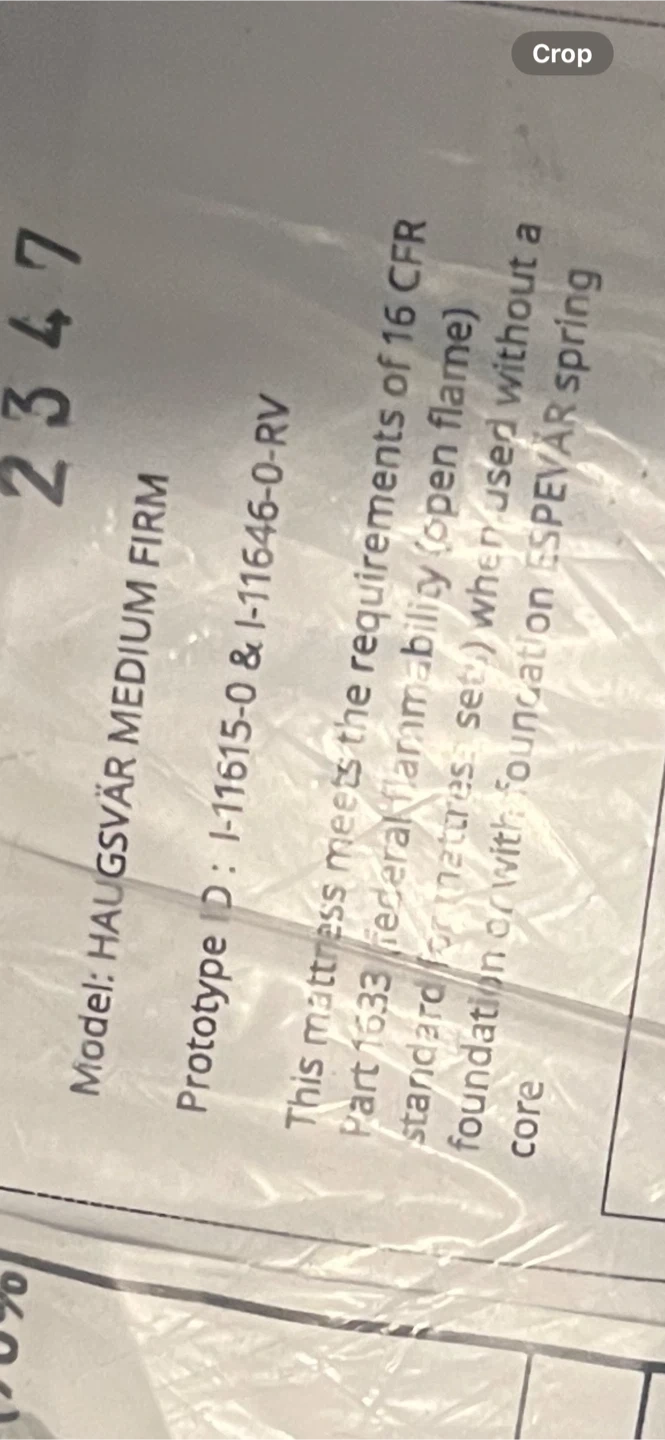 Crop
2347
Model: HAUGSVÄR MEDIUM FIRM
Prototype ID : I-11615-0 & I-11646-0-RV
This mattress meets the requirements of 16 CFR
Part 1633 (federal flammability (open flame)
standard for mattress sets) when used without a
foundation or with foundation ESPEVÄR spring
core